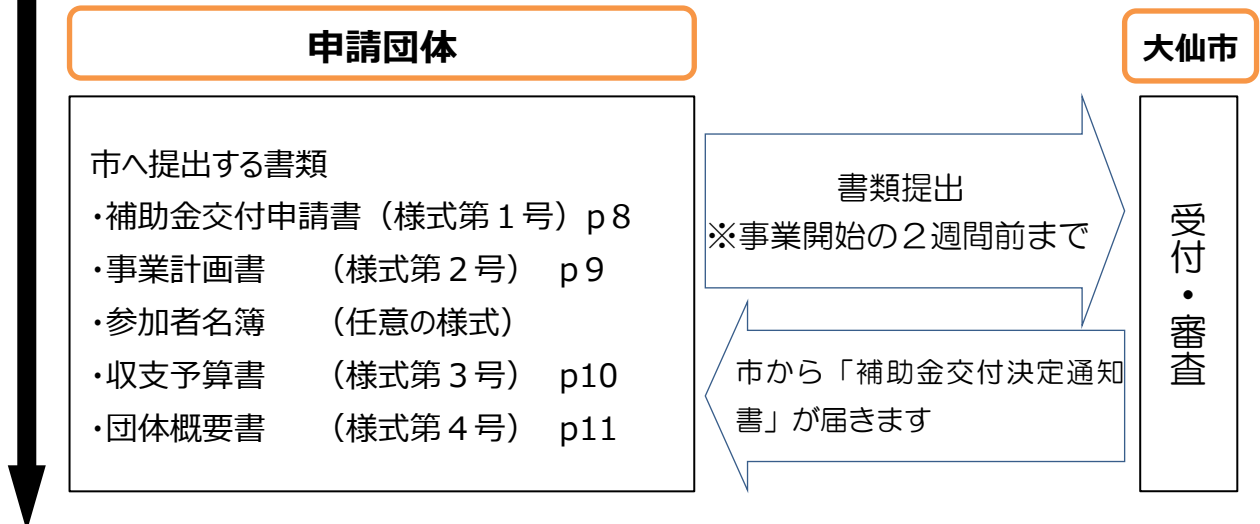 申請団体
大仙市
市へ提出する書類
・補助金交付申請書（様式第１号）p８
・事業計画書　　（様式第２号）　p９
・参加者名簿　　（任意の様式）
・収支予算書　　（様式第３号）　p10
・団体概要書　　（様式第４号）　p11
書類提出
※事業開始の２週間前まで
市から「補助金交付決定通知
書」が届きます
受付・審査